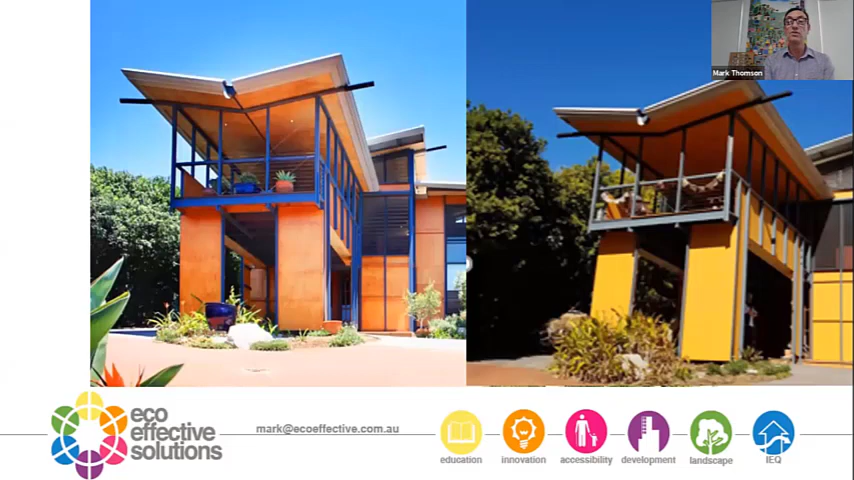 Mark Thomson
eco
effective
solutions
mark@ecoeffective.com.au
education
innovation
accessibility
development
landscape
IEQ